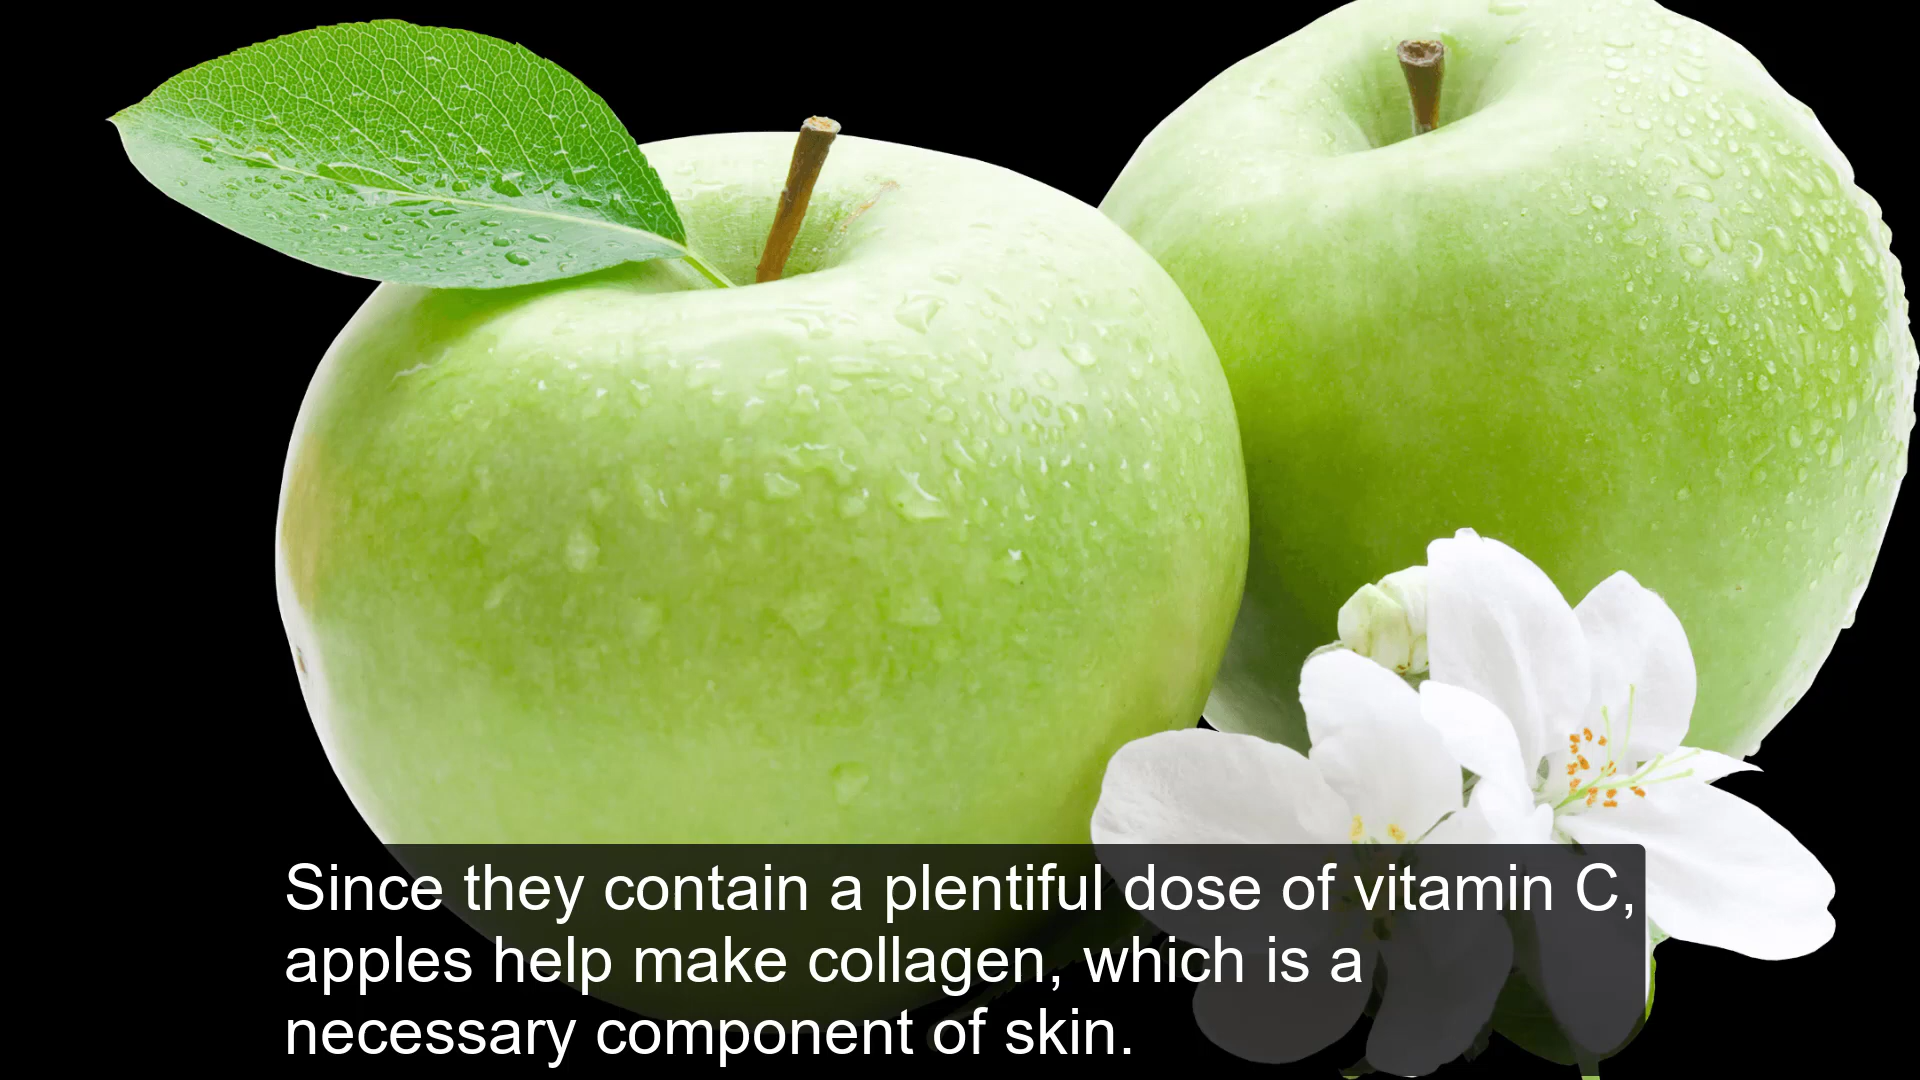 Since they contain a plentiful dose of vitamin C,
apples help make collagen, which is a
necessary component of skin.